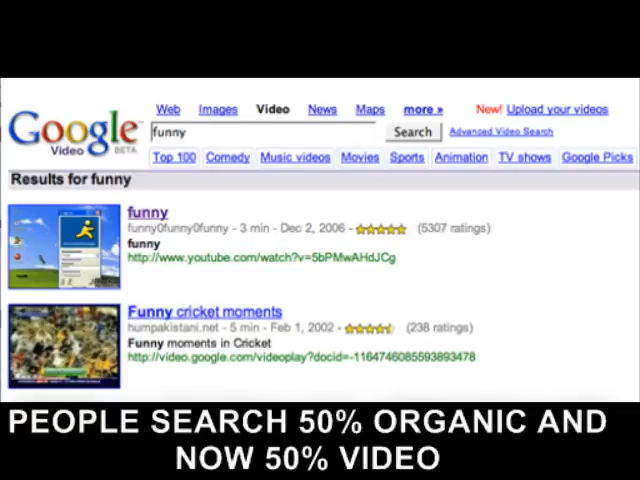 Web Images Video News Maps more » New! Upload your videos
Google
Video BETA
funny Search Advanced Video Search
Top 100 Comedy Music videos Movies Sports Animation TV shows Google Picks
Results for funny
funny
funny0funny0funny - 3 min - Dec 2, 2006 - (5307 ratings)
funny
http://www.youtube.com/watch?v=5bPMwAHdJCg
Funny cricket moments
humpakistani.net - 5 min - Feb 1, 2002 - (238 ratings)
Funny moments in Cricket
http://video.google.com/videoplay?docid=-1164746085593893478
PEOPLE SEARCH 50% ORGANIC AND
NOW 50% VIDEO